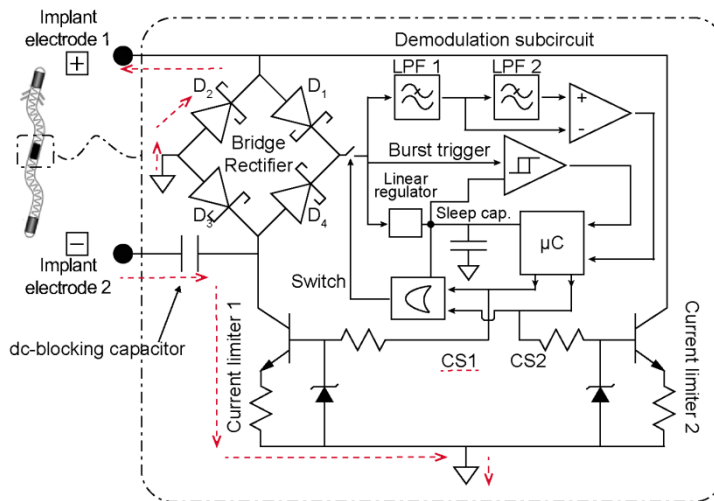 Implant
electrode 1
+
Demodulation subcircuit
LPF 1
LPF 2
D2
D1
+
-
Bridge
Rectifier
Burst trigger
Linear
regulator
D3
D4
Sleep cap.
µC
−
Implant
electrode 2
Switch
dc-blocking capacitor
Current limiter 1
CS1
CS2
Current limiter 2